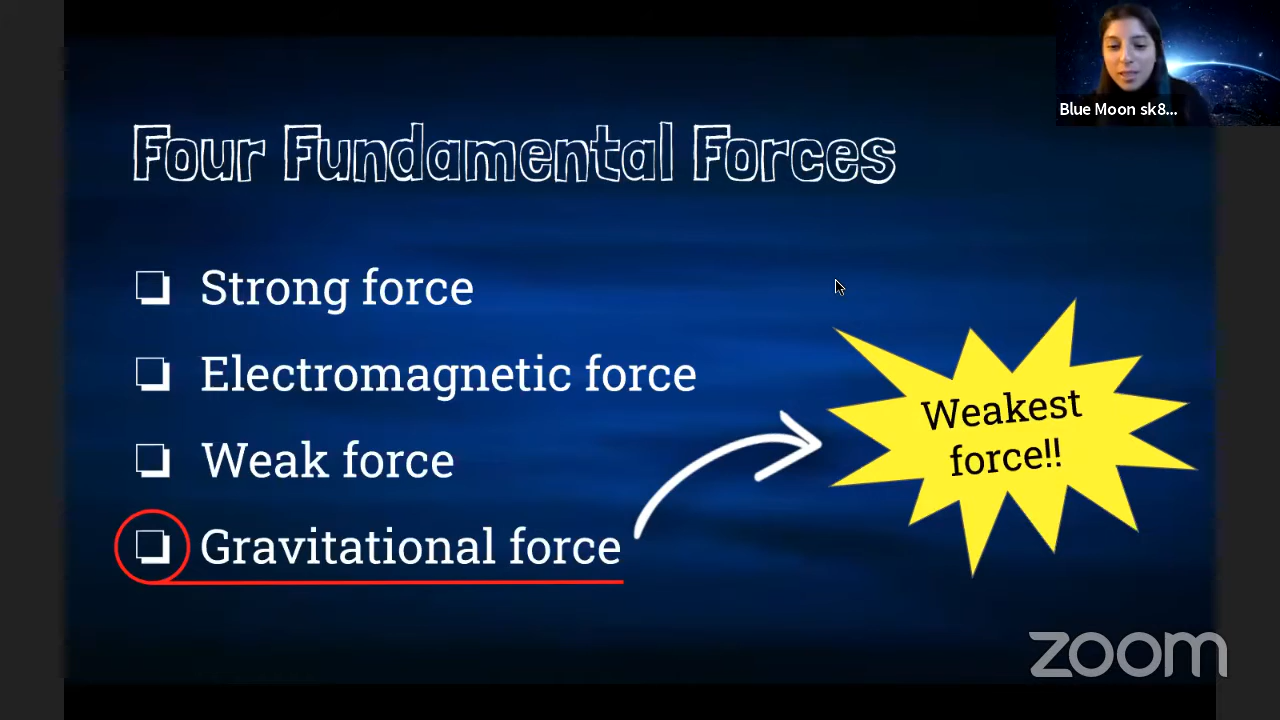 Blue Moon sk8...
Four Fundamental Forces
Strong force
Electromagnetic force
Weak force
Gravitational force
Weakest
force!!
zoom